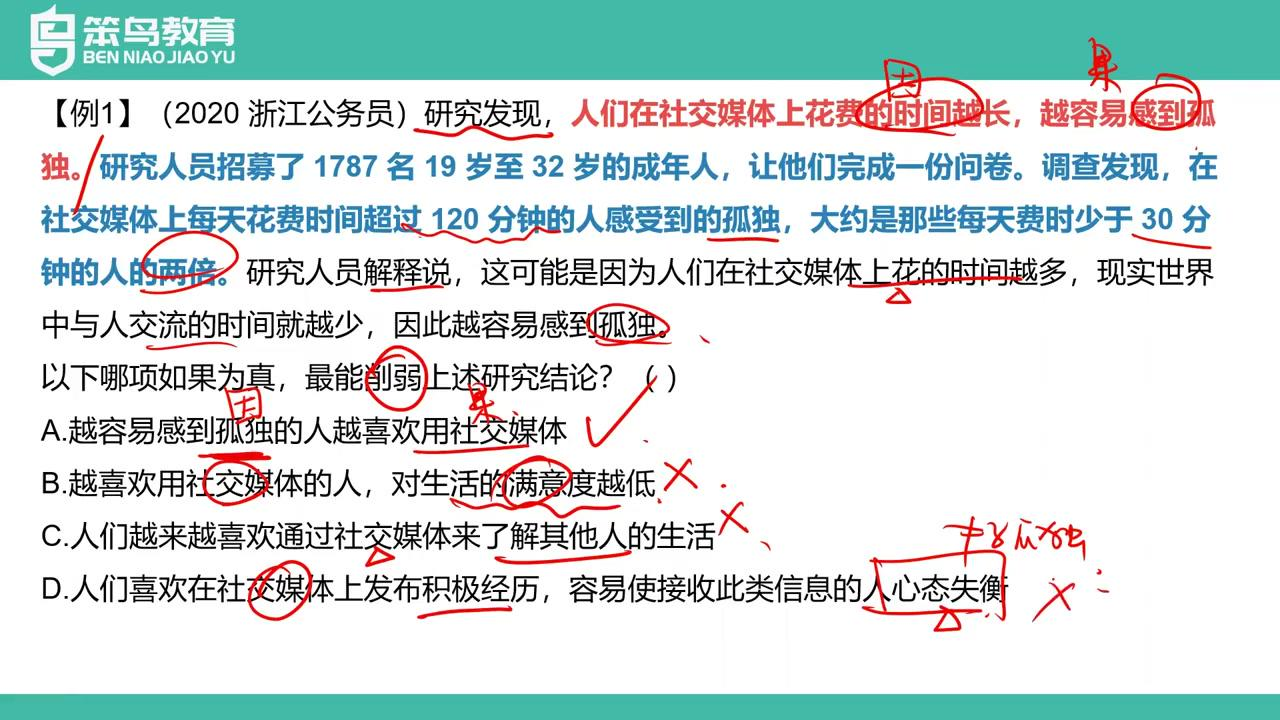 笨鸟教育
BEN NIAO JIAO YU
因
果
【例1】（2020 浙江公务员）研究发现，人们在社交媒体上花费的时间越长，越容易感到孤
独。研究人员招募了 1787 名 19 岁至 32 岁的成年人，让他们完成一份问卷。调查发现，在
社交媒体上每天花费时间超过 120 分钟的人感受到的孤独，大约是那些每天费时少于 30 分
钟的人的两倍。研究人员解释说，这可能是因为人们在社交媒体上花的时间越多，现实世界
中与人交流的时间就越少，因此越容易感到孤独。
以下哪项如果为真，最能削弱上述研究结论？（ ）
因
果
A.越容易感到孤独的人越喜欢用社交媒体
B.越喜欢用社交媒体的人，对生活的满意度越低
C.人们越来越喜欢通过社交媒体来了解其他人的生活
D.人们喜欢在社交媒体上发布积极经历，容易使接收此类信息的人心态失衡